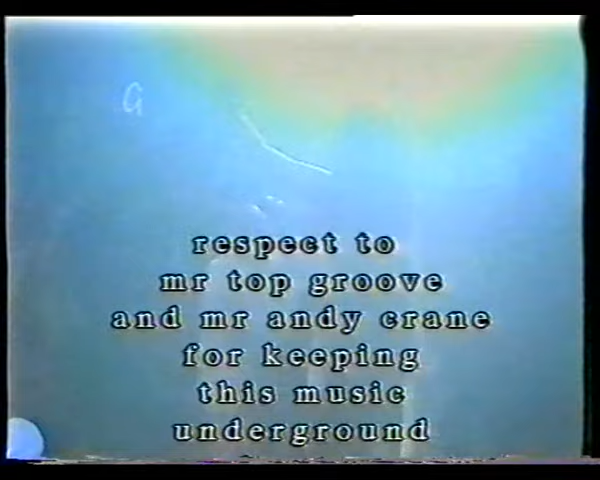 G
respect to
mr top groove
and mr andy crane
for keeping
this music
underground